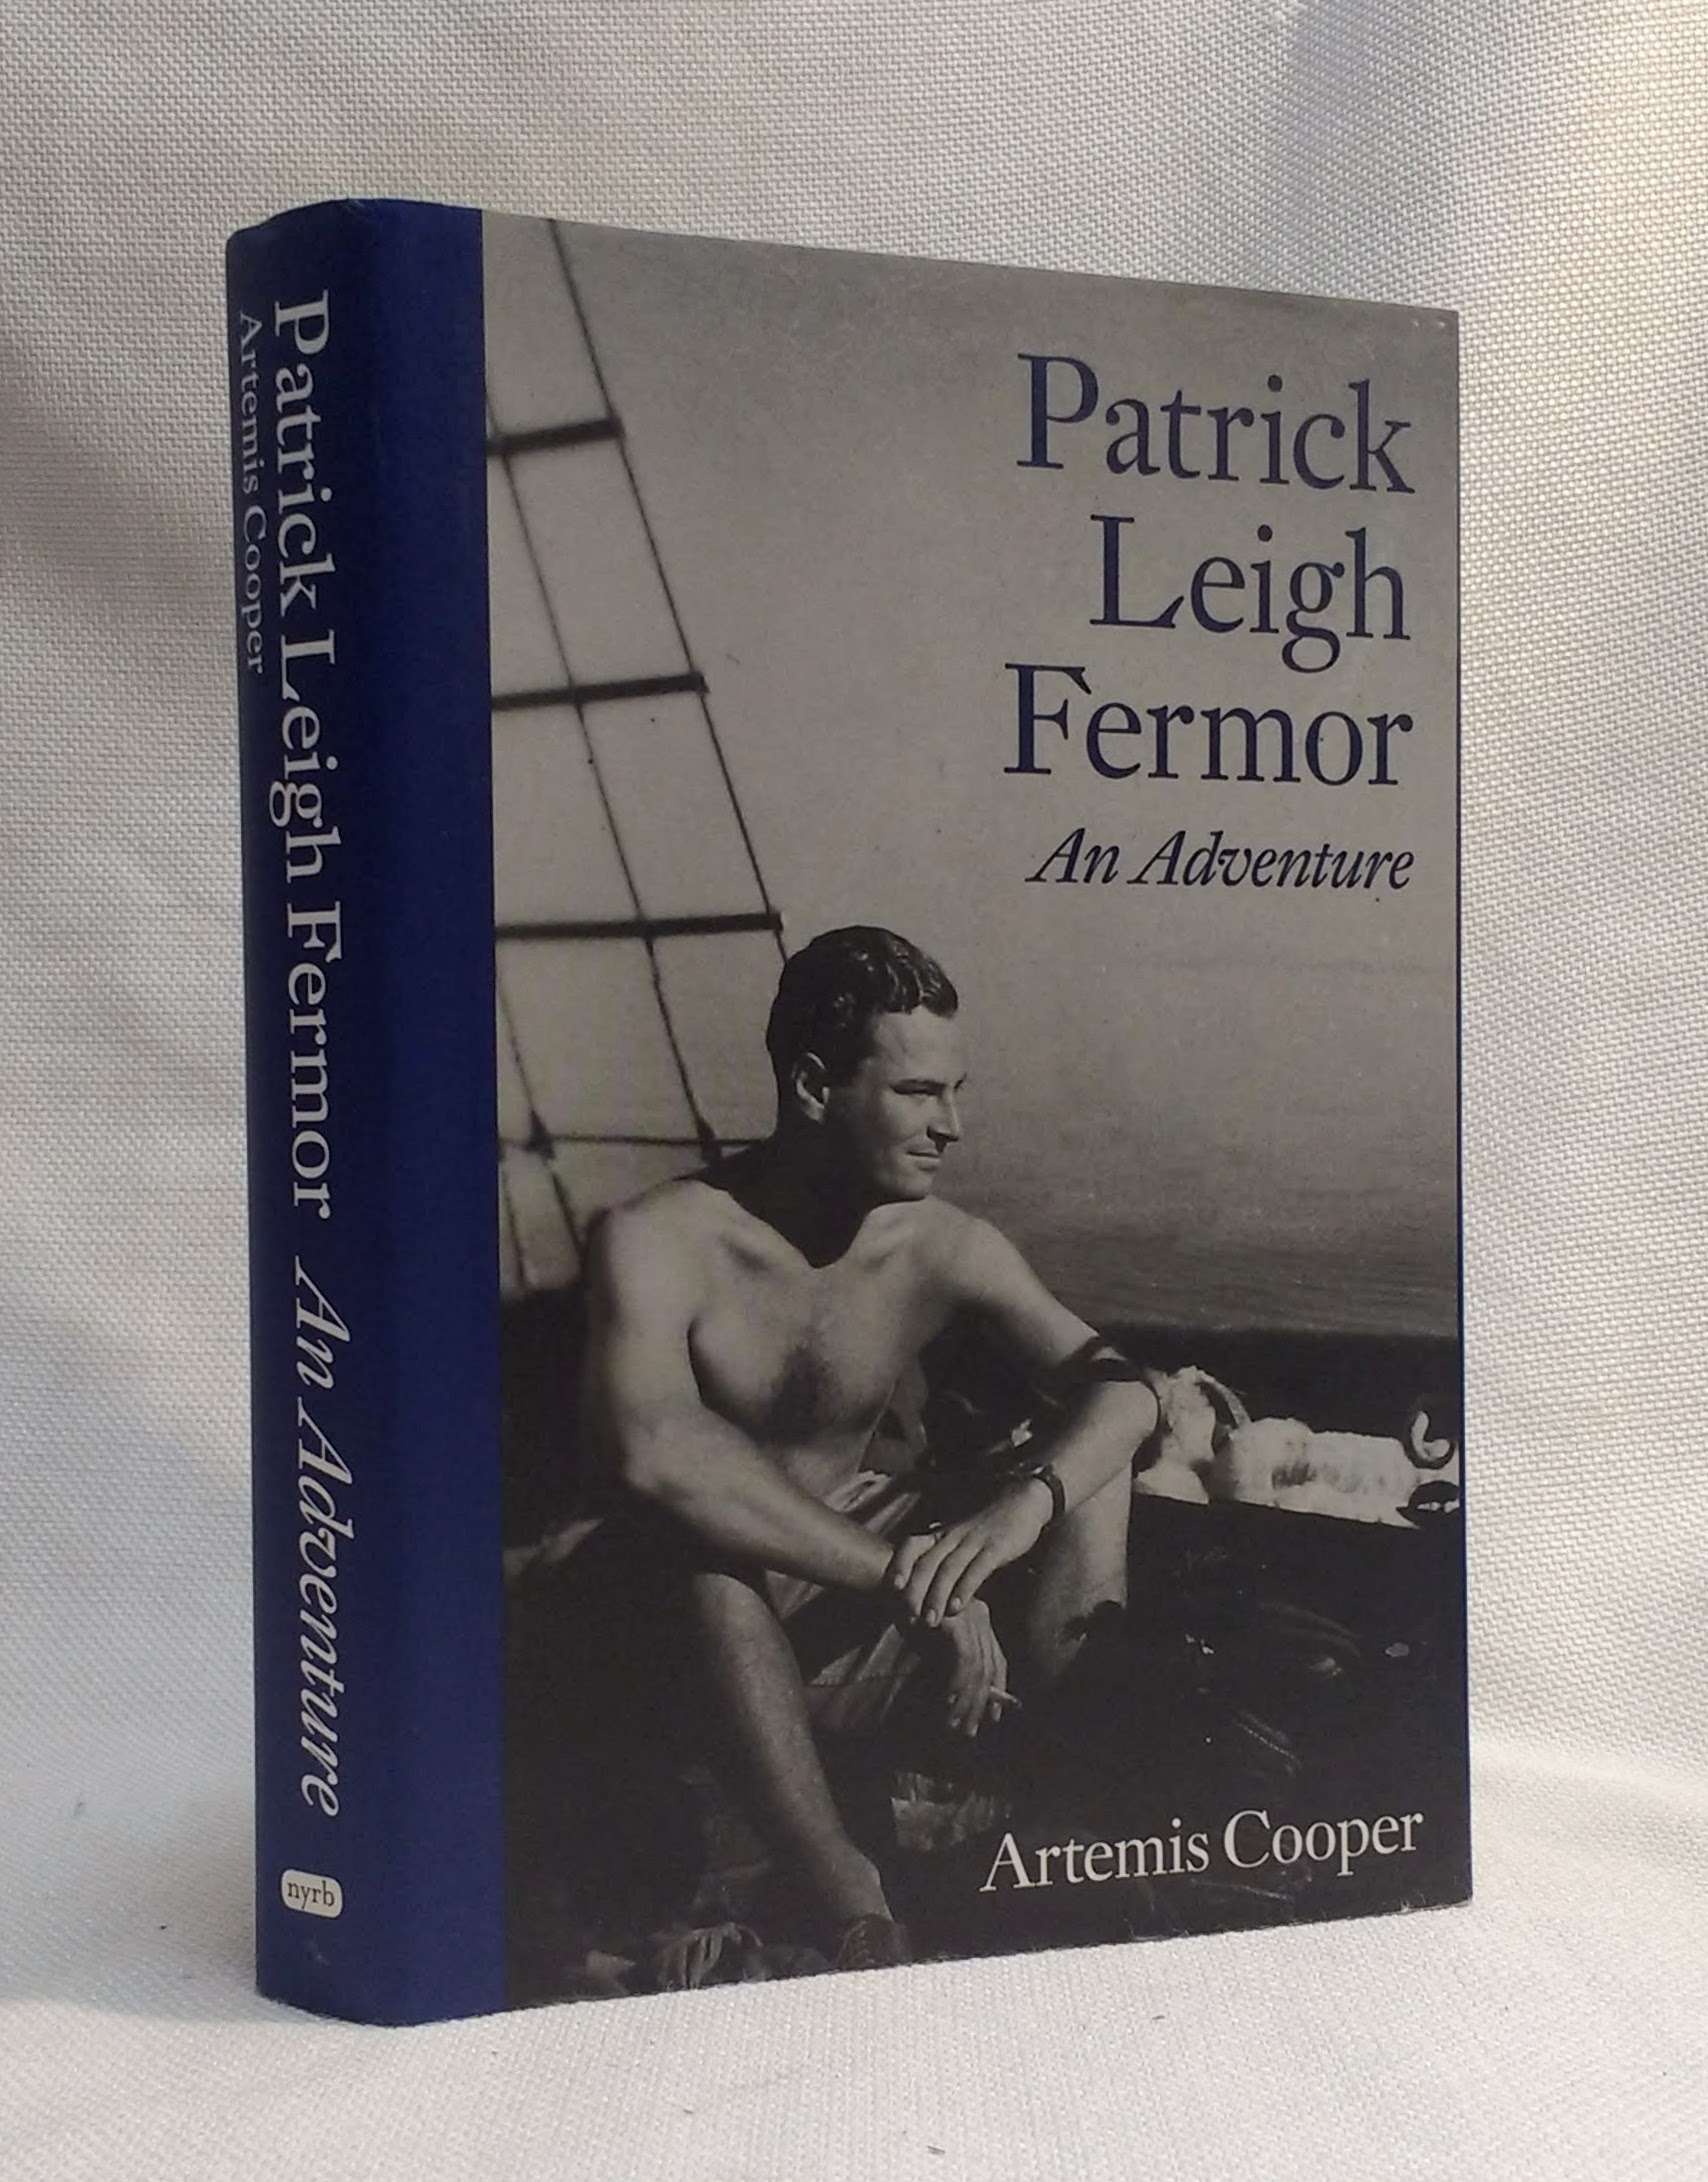 Patrick Leigh Fermor An Adventure
Artemis Cooper
nyrb
Patrick
Leigh
Fermor
An Adventure
Artemis Cooper